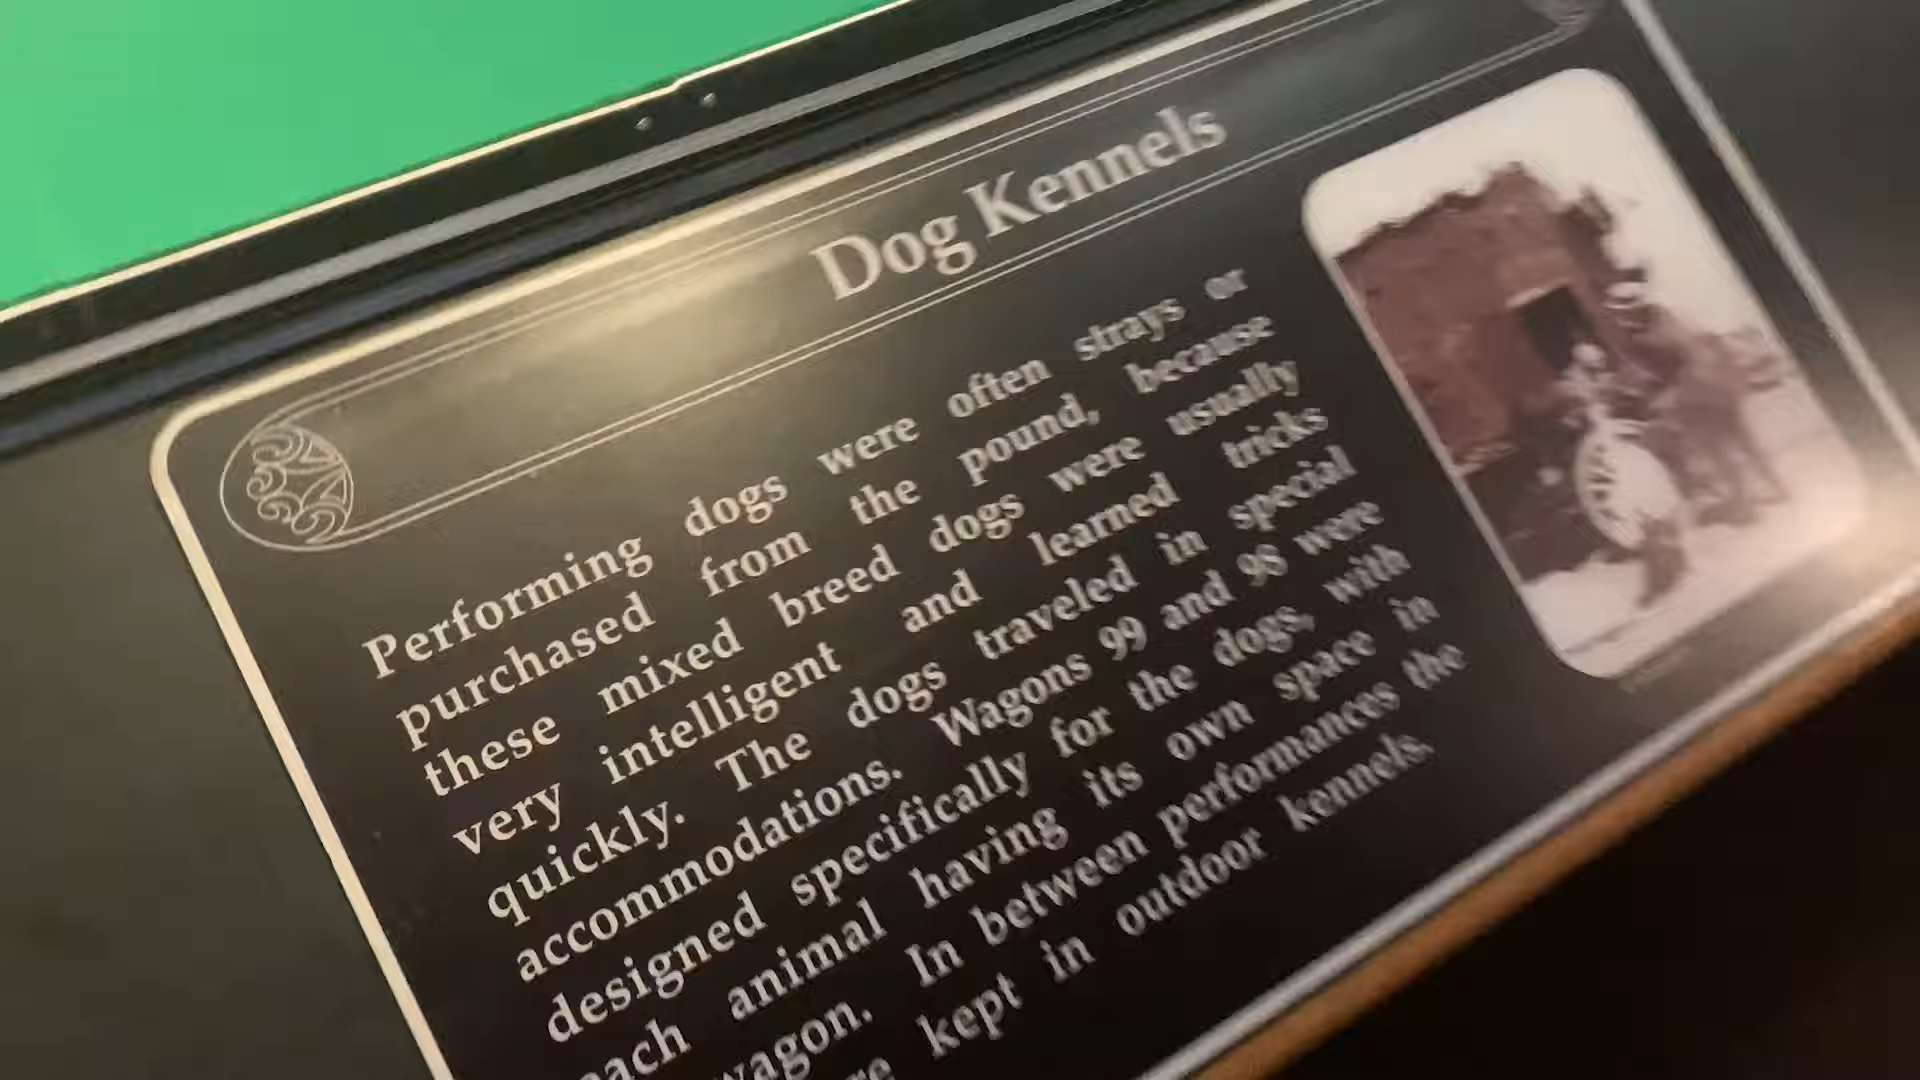 Dog Kennels
Performing dogs were often strays or
purchased from the pound, because
these mixed breed dogs were usually
very intelligent and learned tricks
quickly. The dogs traveled in special
accommodations. Wagons 99 and 98 were
designed specifically for the dogs, with
each animal having its own space in
wagon. In between performances the
kept in outdoor kennels.